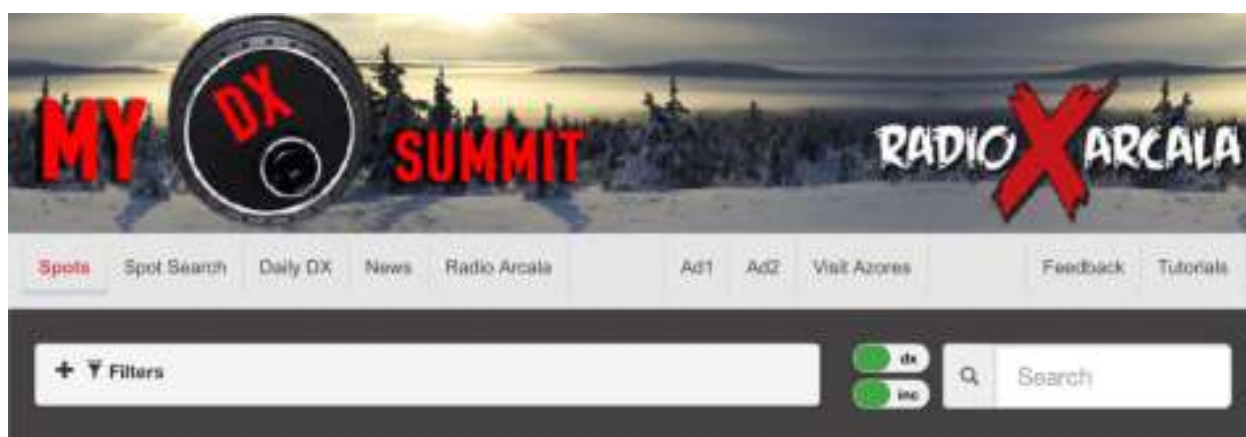 MY DX SUMMIT
RADIO X ARCALA
Spots Spot Search Daily DX News Radio Arcala Ad1 Ad2 Visit Azores Feedback Tutorials
Filters dx Search
inc